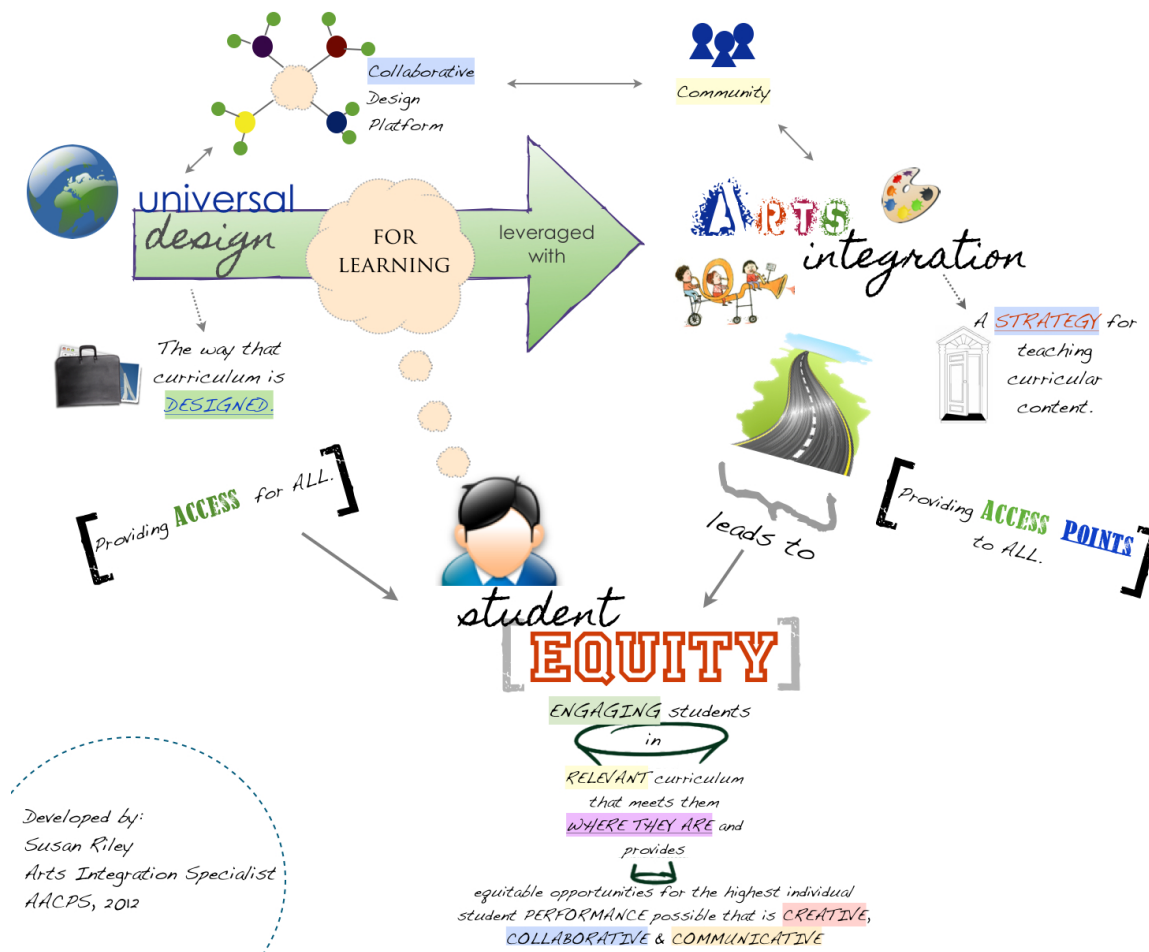 Collaborative
Design
Platform
Community
universal
design
FOR
LEARNING
leveraged
with
ARTS
integration
The way that
curriculum is
DESIGNED.
A STRATEGY for
teaching
curricular
content.
Providing ACCESS for ALL.
leads to
Providing ACCESS POINTS
to ALL.
student
EQUITY
ENGAGING students
in
RELEVANT curriculum
that meets them
WHERE THEY ARE and
provides
equitable opportunities for the highest individual
student PERFORMANCE possible that is CREATIVE,
COLLABORATIVE & COMMUNICATIVE
Developed by:
Susan Riley
Arts Integration Specialist
AACPS, 2012